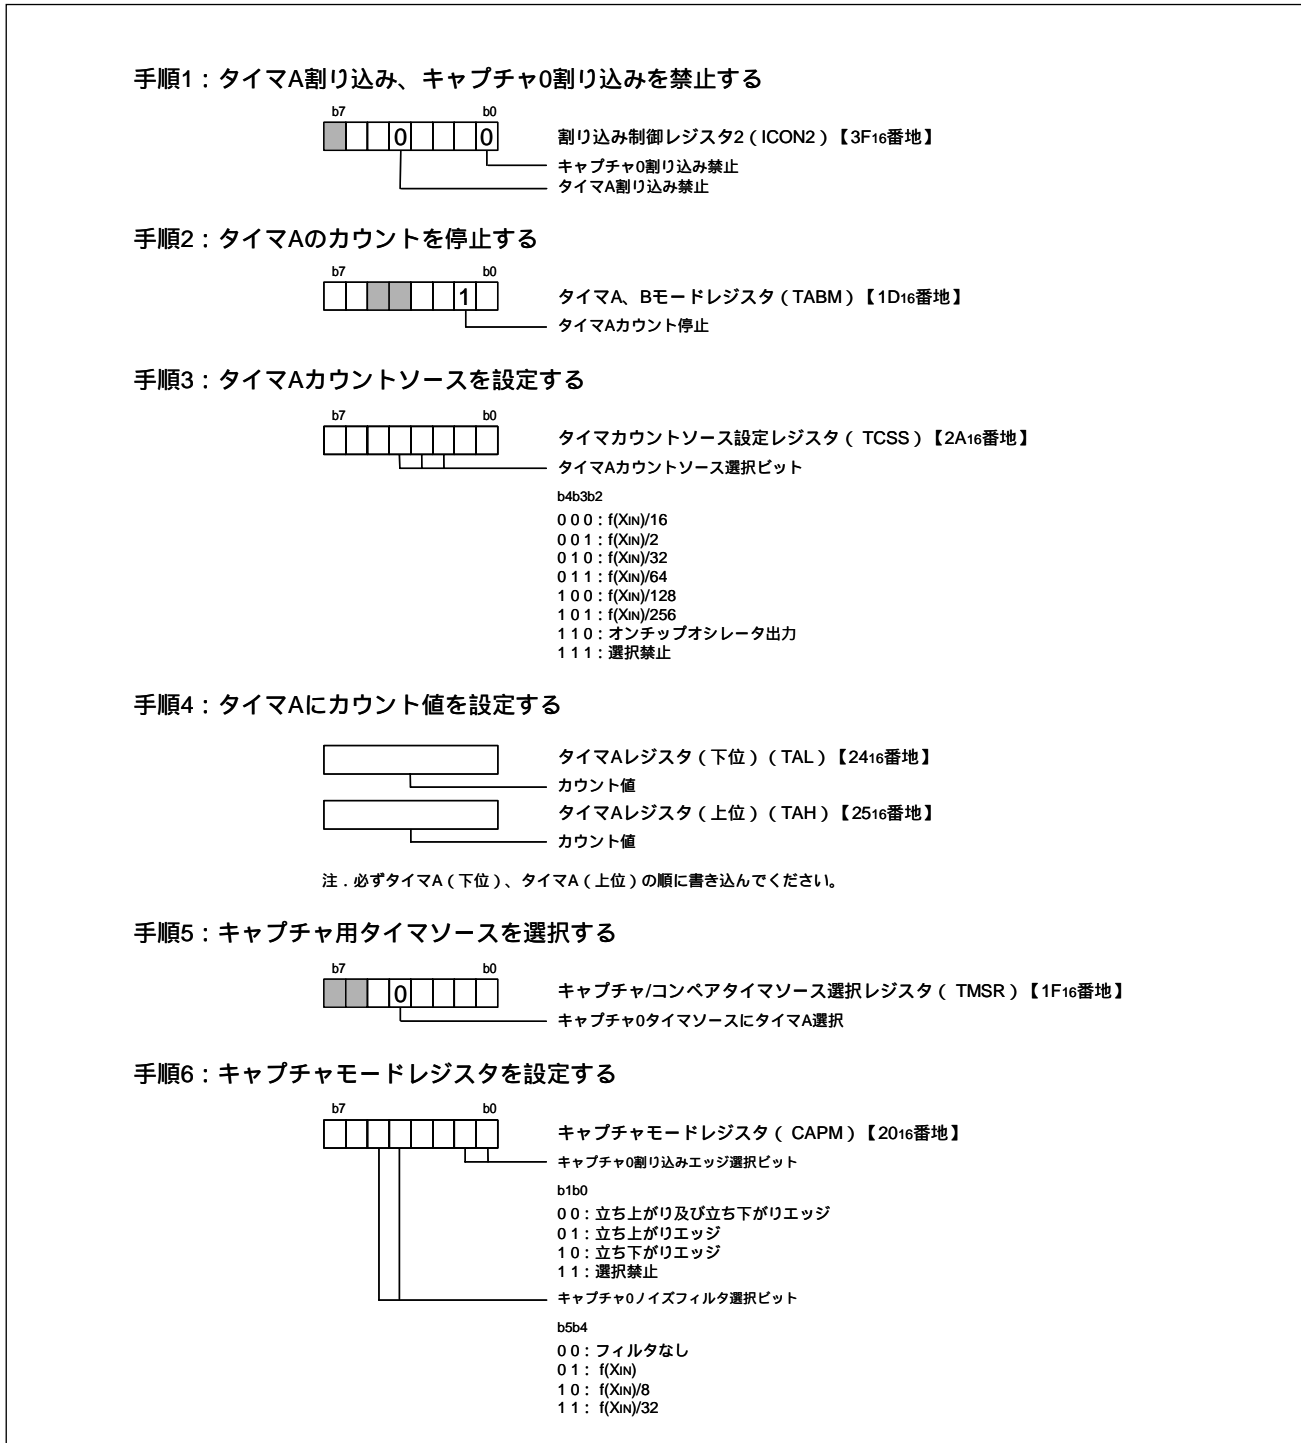 手順1：タイマA割り込み、キャプチャ0割り込みを禁止する
b7 b0
0 0 割り込み制御レジスタ2（ICON2）【3F16番地】
キャプチャ0割り込み禁止
タイマA割り込み禁止
手順2：タイマAのカウントを停止する
b7 b0
1 タイマA、Bモードレジスタ（TABM）【1D16番地】
タイマAカウント停止
手順3：タイマAカウントソースを設定する
b7 b0
タイマカウントソース設定レジスタ（ TCSS）【2A16番地】
タイマAカウントソース選択ビット
b4b3b2
0 0 0：f(XIN)/16
0 0 1：f(XIN)/2
0 1 0：f(XIN)/32
0 1 1：f(XIN)/64
1 0 0：f(XIN)/128
1 0 1：f(XIN)/256
1 1 0：オンチップオシレータ出力
1 1 1：選択禁止
手順4：タイマAにカウント値を設定する
タイマAレジスタ（下位）（TAL）【2416番地】
カウント値
タイマAレジスタ（上位）（TAH）【2516番地】
カウント値
注．必ずタイマA（下位）、タイマA（上位）の順に書き込んでください。
手順5：キャプチャ用タイマソースを選択する
b7 b0
0 キャプチャ/コンペアタイマソース選択レジスタ（ TMSR）【1F16番地】
キャプチャ0タイマソースにタイマA選択
手順6：キャプチャモードレジスタを設定する
b7 b0
キャプチャモードレジスタ（ CAPM）【2016番地】
キャプチャ0割り込みエッジ選択ビット
b1b0
0 0：立ち上がり及び立ち下がりエッジ
0 1：立ち上がりエッジ
1 0：立ち下がりエッジ
1 1：選択禁止
キャプチャ0ノイズフィルタ選択ビット
b5b4
0 0：フィルタなし
0 1： f(XIN)
1 0： f(XIN)/8
1 1： f(XIN)/32